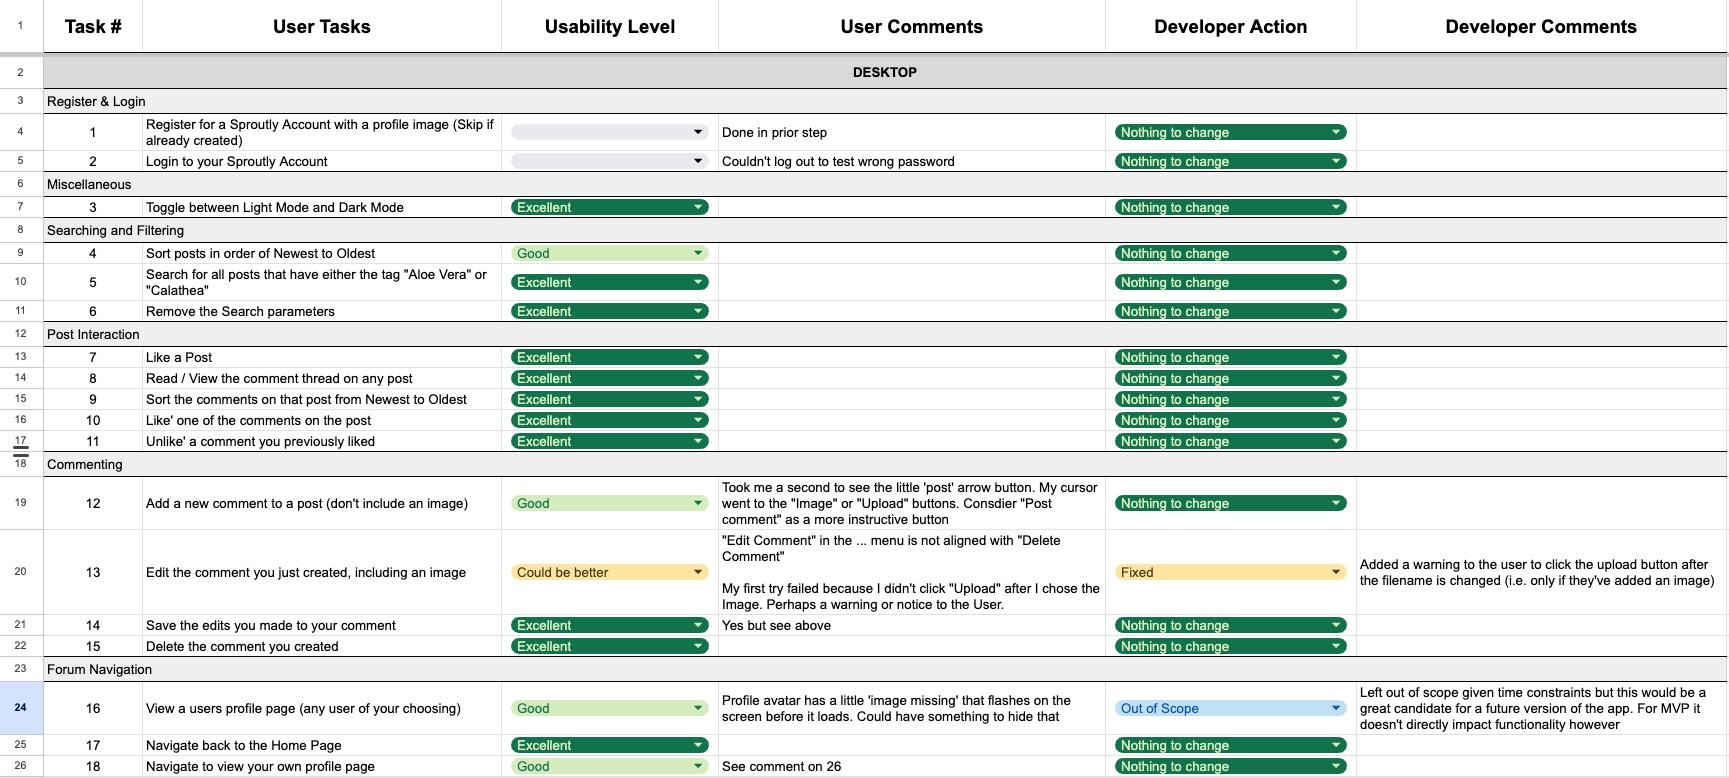 1 Task # User Tasks Usability Level User Comments Developer Action Developer Comments
2 DESKTOP
3 Register & Login
4 1 Register for a Sproutly Account with a profile image (Skip if
already created) Done in prior step Nothing to change
5 2 Login to your Sproutly Account Couldn't log out to test wrong password Nothing to change
6 Miscellaneous
7 3 Toggle between Light Mode and Dark Mode Excellent Nothing to change
8 Searching and Filtering
9 4 Sort posts in order of Newest to Oldest Good Nothing to change
10 5 Search for all posts that have either the tag "Aloe Vera" or
"Calathea" Excellent Nothing to change
11 6 Remove the Search parameters Excellent Nothing to change
12 Post Interaction
13 7 Like a Post Excellent Nothing to change
14 8 Read / View the comment thread on any post Excellent Nothing to change
15 9 Sort the comments on that post from Newest to Oldest Excellent Nothing to change
16 10 Like' one of the comments on the post Excellent Nothing to change
17 11 Unlike' a comment you previously liked Excellent Nothing to change
18 Commenting
19 12 Add a new comment to a post (don't include an image) Good
Took me a second to see the little 'post' arrow button. My cursor
went to the "Image" or "Upload" buttons. Consdier "Post
comment" as a more instructive button
Nothing to change
20 13 Edit the comment you just created, including an image Could be better
"Edit Comment" in the ... menu is not aligned with "Delete
Comment"
My first try failed because I didn't click "Upload" after I chose the
Image. Perhaps a warning or notice to the User.
Fixed
Added a warning to the user to click the upload button after
the filename is changed (i.e. only if they've added an image)
21 14 Save the edits you made to your comment Excellent Yes but see above Nothing to change
22 15 Delete the comment you created Excellent Nothing to change
23 Forum Navigation
24 16 View a users profile page (any user of your choosing) Good
Profile avatar has a little 'image missing' that flashes on the
screen before it loads. Could have something to hide that
Out of Scope
Left out of scope given time constraints but this would be a
great candidate for a future version of the app. For MVP it
doesn't directly impact functionality however
25 17 Navigate back to the Home Page Excellent Nothing to change
26 18 Navigate to view your own profile page Good See comment on 26 Nothing to change